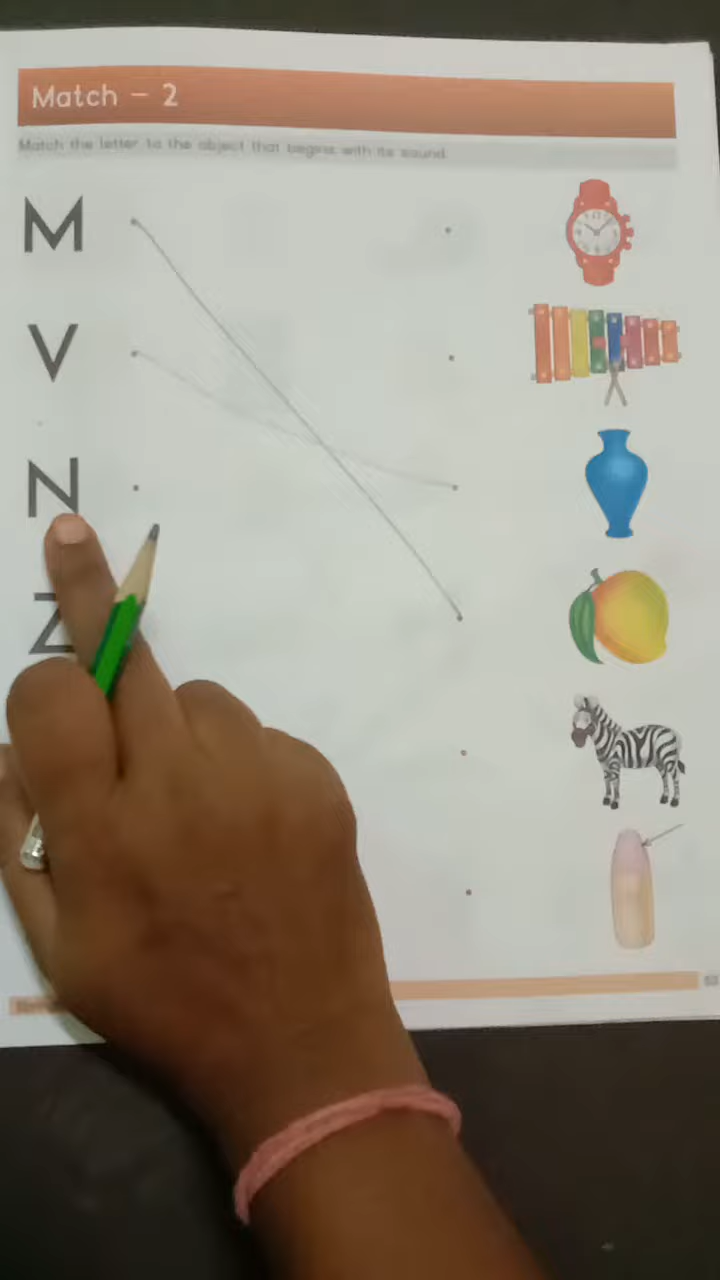 Match – 2
Match the letter to the object that begins with its sound.
M
V
N
Z